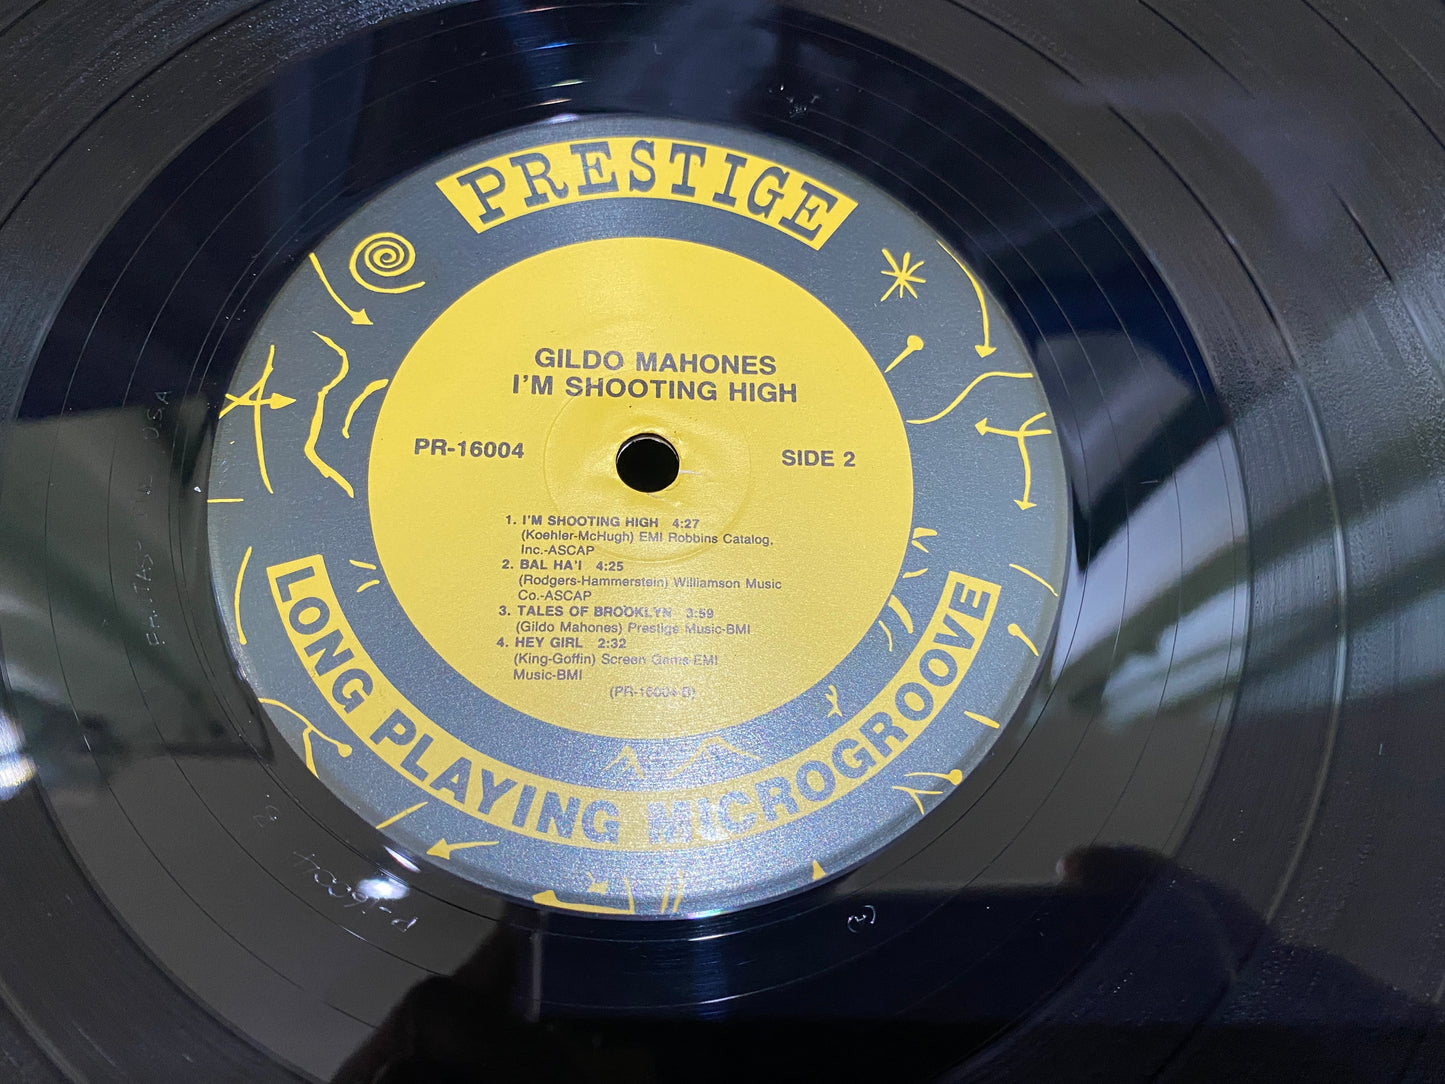 PRESTIGE
GILDO MAHONES
I'M SHOOTING HIGH
PR-16004
SIDE 2
1. I'M SHOOTING HIGH 4:27
(Koehler-McHugh) EMI Robbins Catalog,
Inc.-ASCAP
2. BAL HA'I 4:25
(Rodgers-Hammerstein) Williamson Music
Co.-ASCAP
3. TALES OF BROOKLYN 3:59
(Gildo Mahones) Prestige Music-BMI
4. HEY GIRL 2:32
(King-Goffin) Screen Gems-EMI
Music-BMI
(PR-16004-B)
LONG PLAYING MICROGROOVE